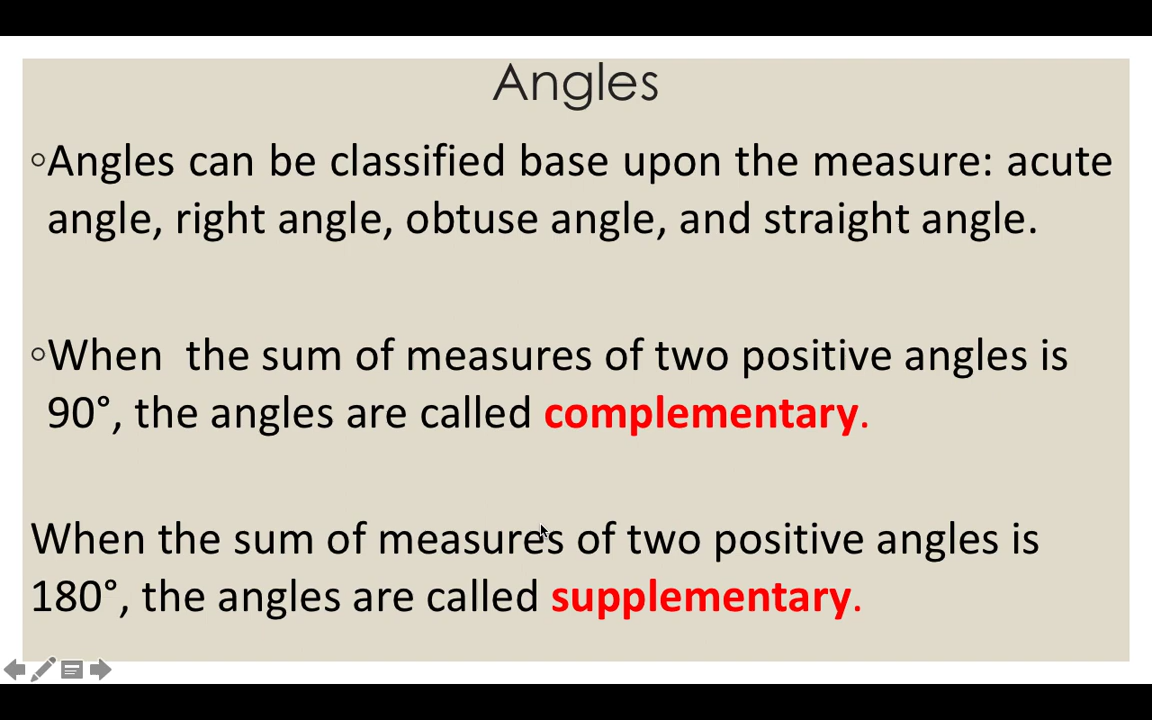 Angles
◦Angles can be classified base upon the measure: acute
angle, right angle, obtuse angle, and straight angle.
◦When  the sum of measures of two positive angles is
90°, the angles are called complementary.
When the sum of measures of two positive angles is
180°, the angles are called supplementary.